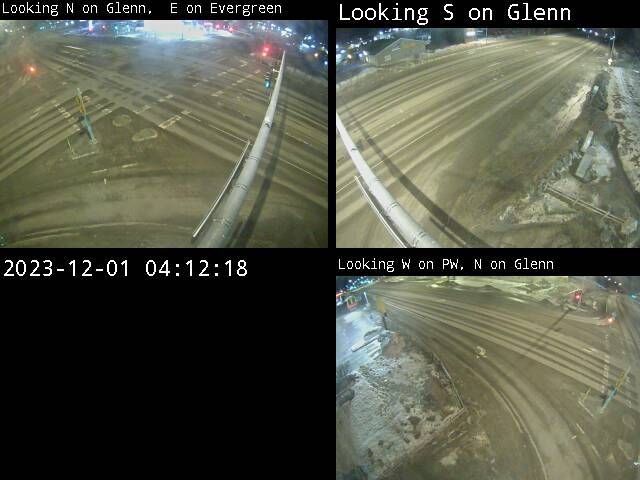 Looking N on Glenn, E on Evergreen
Looking S on Glenn
2023-12-01 04:12:18
Looking W on PW, N on Glenn